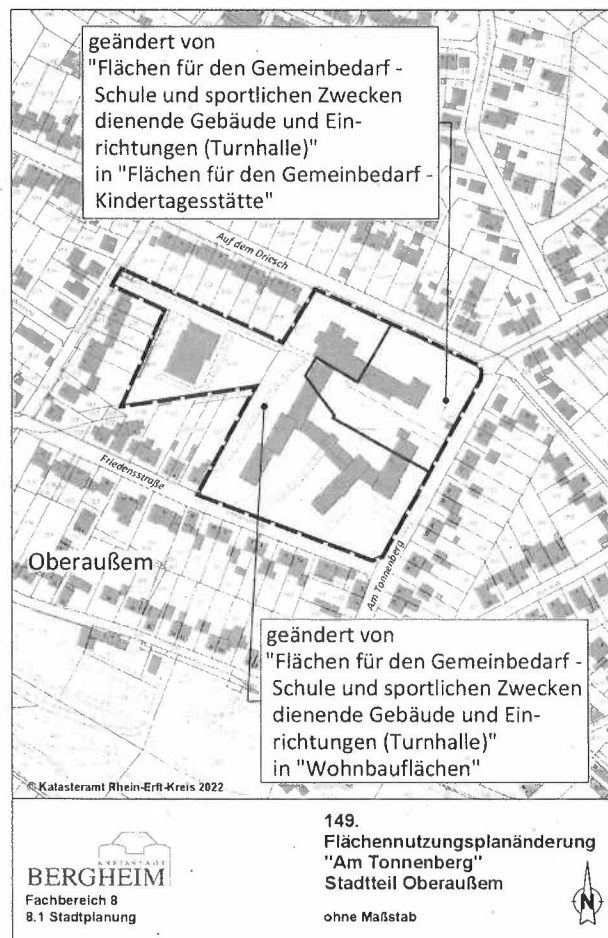 geändert von
"Flächen für den Gemeinbedarf -
Schule und sportlichen Zwecken
dienende Gebäude und Ein-
richtungen (Turnhalle)"
in "Flächen für den Gemeinbedarf -
Kindertagesstätte"
Auf dem Driesch
Friedensstraße
Oberaußem
Am Tonnenberg
geändert von
"Flächen für den Gemeinbedarf -
Schule und sportlichen Zwecken
dienende Gebäude und Ein-
richtungen (Turnhalle)"
in "Wohnbauflächen"
© Katasteramt Rhein-Erft-Kreis 2022
KREISSTADT
BERGHEIM
Fachbereich 8
8.1 Stadtplanung
149.
Flächennutzungsplanänderung
"Am Tonnenberg"
Stadtteil Oberaußem
ohne Maßstab
N